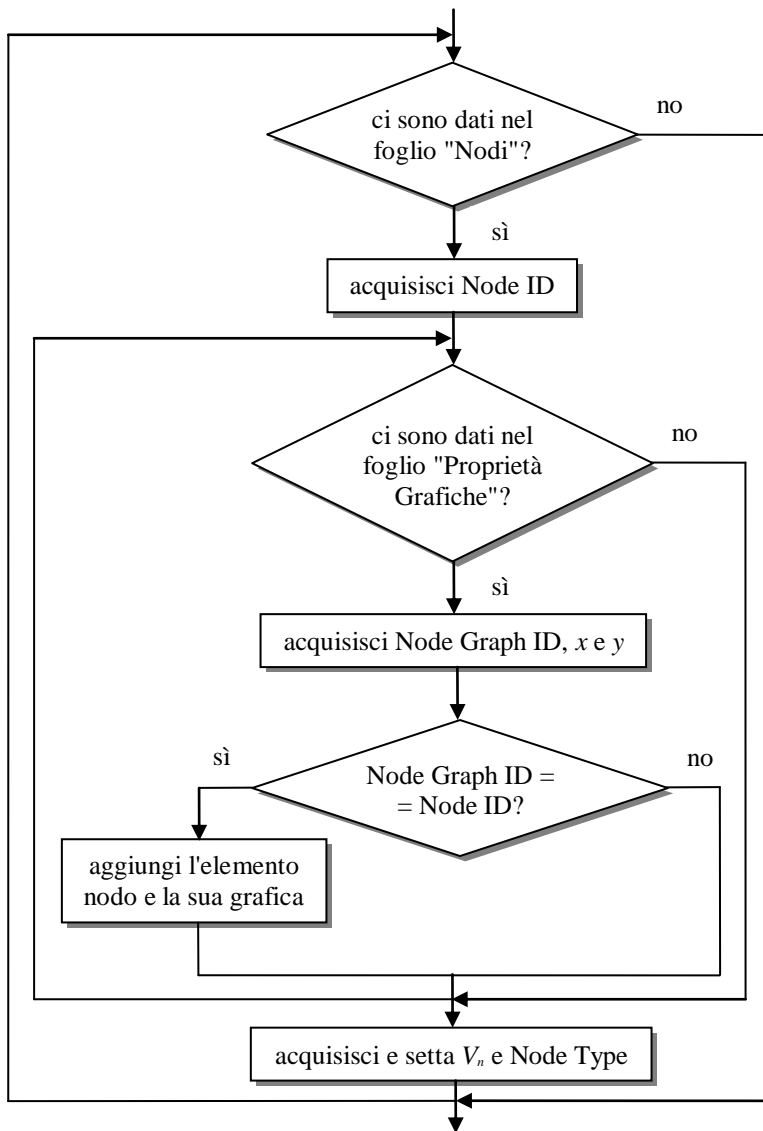 ci sono dati nel
foglio "Nodi"?
no
sì
acquisisci Node ID
ci sono dati nel
foglio "Proprietà
Grafiche"?
no
sì
acquisisci Node Graph ID, x e y
sì
Node Graph ID =
= Node ID?
no
aggiungi l'elemento
nodo e la sua grafica
acquisisci e setta Vn e Node Type